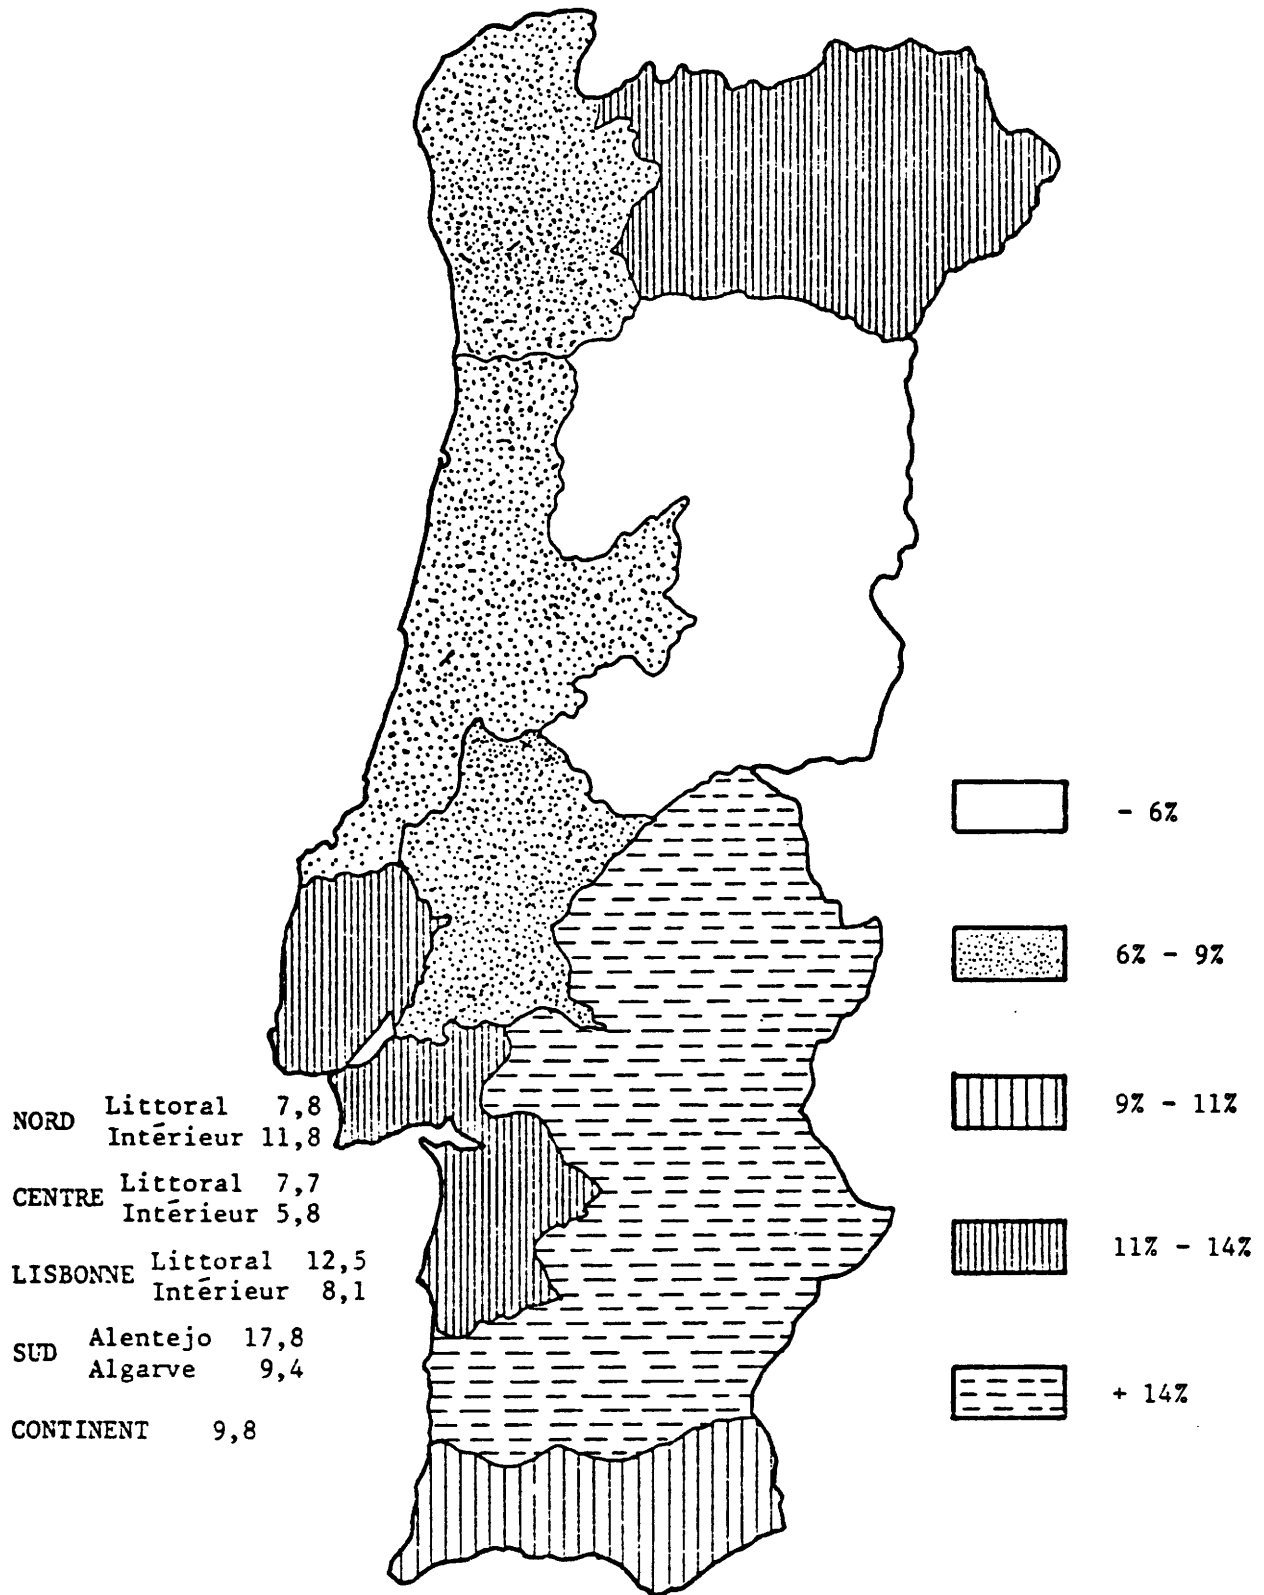 NORD Littoral 7,8
Intérieur 11,8
CENTRE Littoral 7,7
Intérieur 5,8
LISBONNE Littoral 12,5
Intérieur 8,1
SUD Alentejo 17,8
Algarve 9,4
CONTINENT 9,8
- 6%
6% - 9%
9% - 11%
11% - 14%
+ 14%